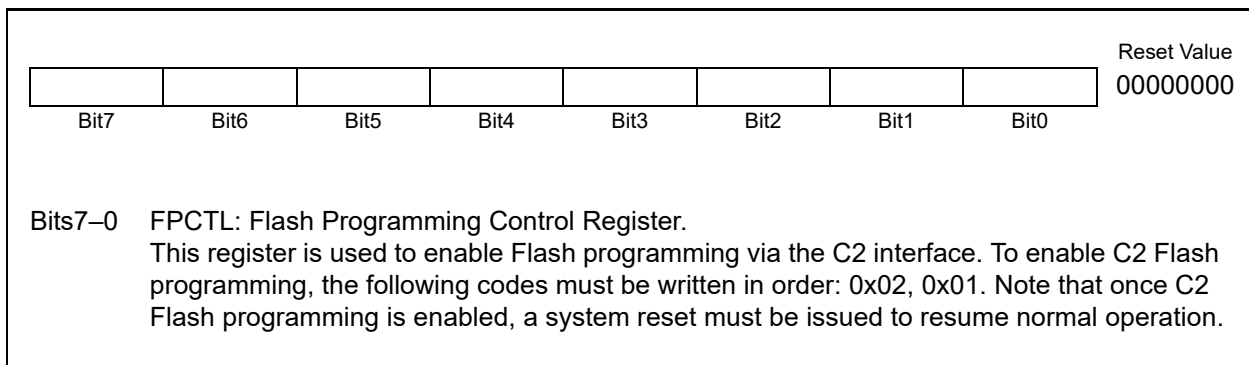 Reset Value
00000000
Bit7 Bit6 Bit5 Bit4 Bit3 Bit2 Bit1 Bit0
Bits7–0 FPCTL: Flash Programming Control Register.
This register is used to enable Flash programming via the C2 interface. To enable C2 Flash
programming, the following codes must be written in order: 0x02, 0x01. Note that once C2
Flash programming is enabled, a system reset must be issued to resume normal operation.